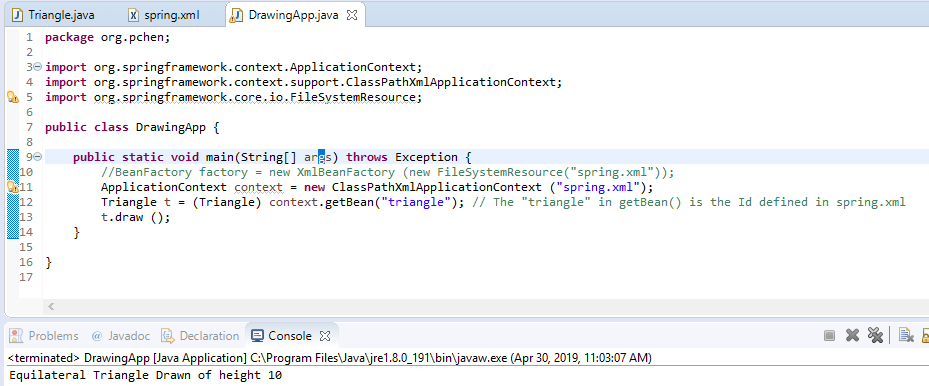 Triangle.java spring.xml DrawingApp.java
1 package org.pchen;
2
3 import org.springframework.context.ApplicationContext;
4 import org.springframework.context.support.ClassPathXmlApplicationContext;
5 import org.springframework.core.io.FileSystemResource;
6
7 public class DrawingApp {
8
9 public static void main(String[] args) throws Exception {
10 //BeanFactory factory = new XmlBeanFactory (new FileSystemResource("spring.xml"));
11 ApplicationContext context = new ClassPathXmlApplicationContext ("spring.xml");
12 Triangle t = (Triangle) context.getBean("triangle"); // The "triangle" in getBean() is the Id defined in spring.xml
13 t.draw ();
14 }
15
16 }
17
Problems @ Javadoc Declaration Console
<terminated> DrawingApp [Java Application] C:\Program Files\Java\jre1.8.0_191\bin\javaw.exe (Apr 30, 2019, 11:03:07 AM)
Equilateral Triangle Drawn of height 10